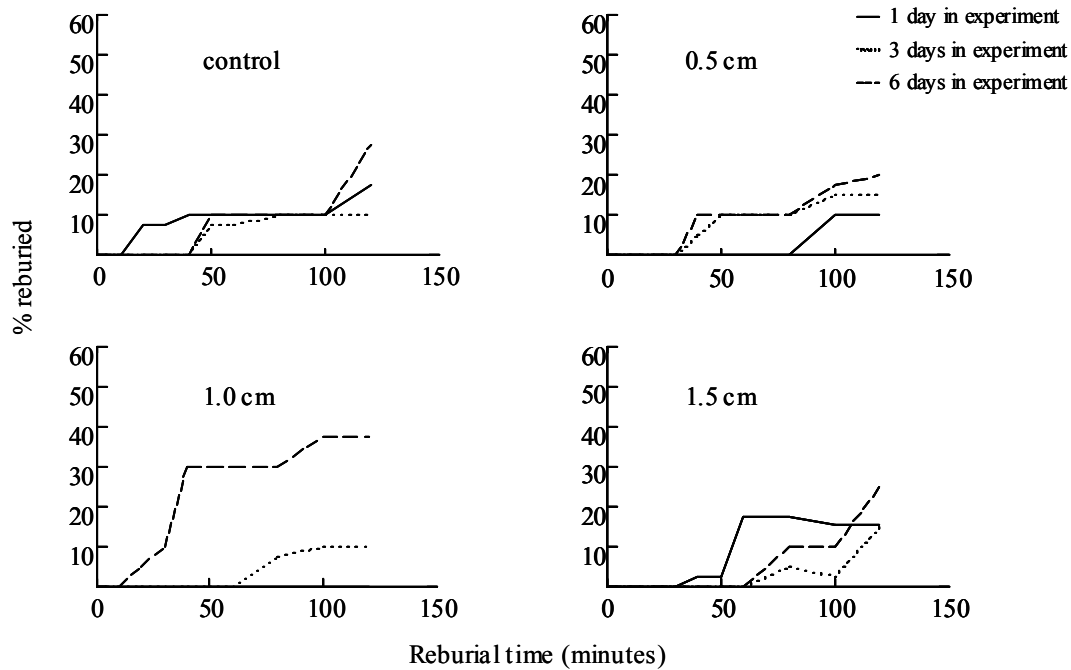 1 day in experiment
3 days in experiment
6 days in experiment
control
60
50
40
30
20
10
0 50 100 150
0.5 cm
60
50
40
30
20
10
0 50 100 150
% reburied
1.0 cm
60
50
40
30
20
10
0 50 100 150
1.5 cm
60
50
40
30
20
10
0 50 100 150
Reburial time (minutes)